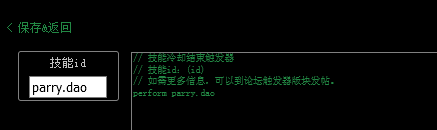 < 保存&返回
技能id
parry.dao
// 技能冷却结束触发器
// 技能id: (id)
// 如需更多信息，可以到论坛触发器版块发帖。
perform parry.dao